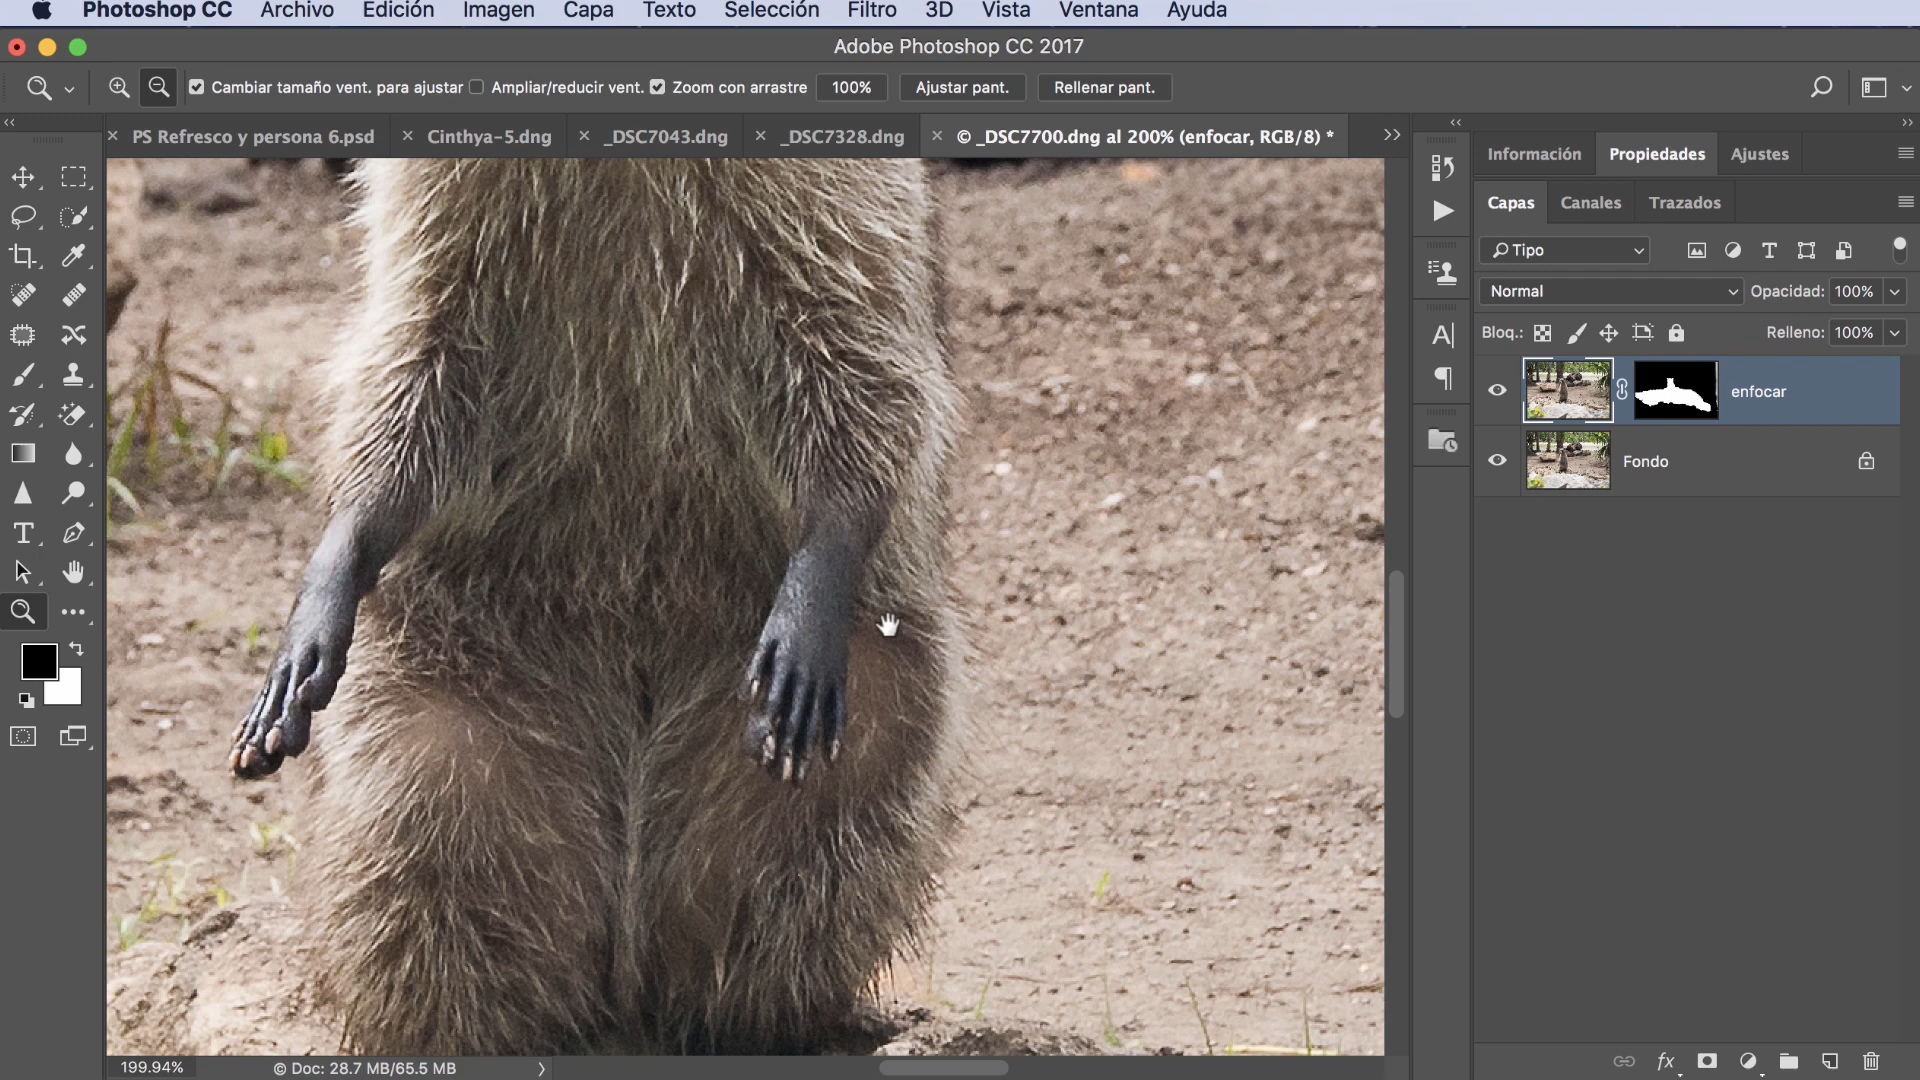 Photoshop CC Archivo Edición Imagen Capa Texto Selección Filtro 3D Vista Ventana Ayuda
Adobe Photoshop CC 2017
Cambiar tamaño vent. para ajustar Ampliar/reducir vent. Zoom con arrastre 100% Ajustar pant. Rellenar pant.
PS Refresco y persona 6.psd Cinthya-5.dng _DSC7043.dng _DSC7328.dng © _DSC7700.dng al 200% (enfocar, RGB/8) *
Información Propiedades Ajustes
Capas Canales Trazados
Tipo
Normal Opacidad: 100%
Bloq.: Relleno: 100%
enfocar
Fondo
199.94% © Doc: 28.7 MB/65.5 MB